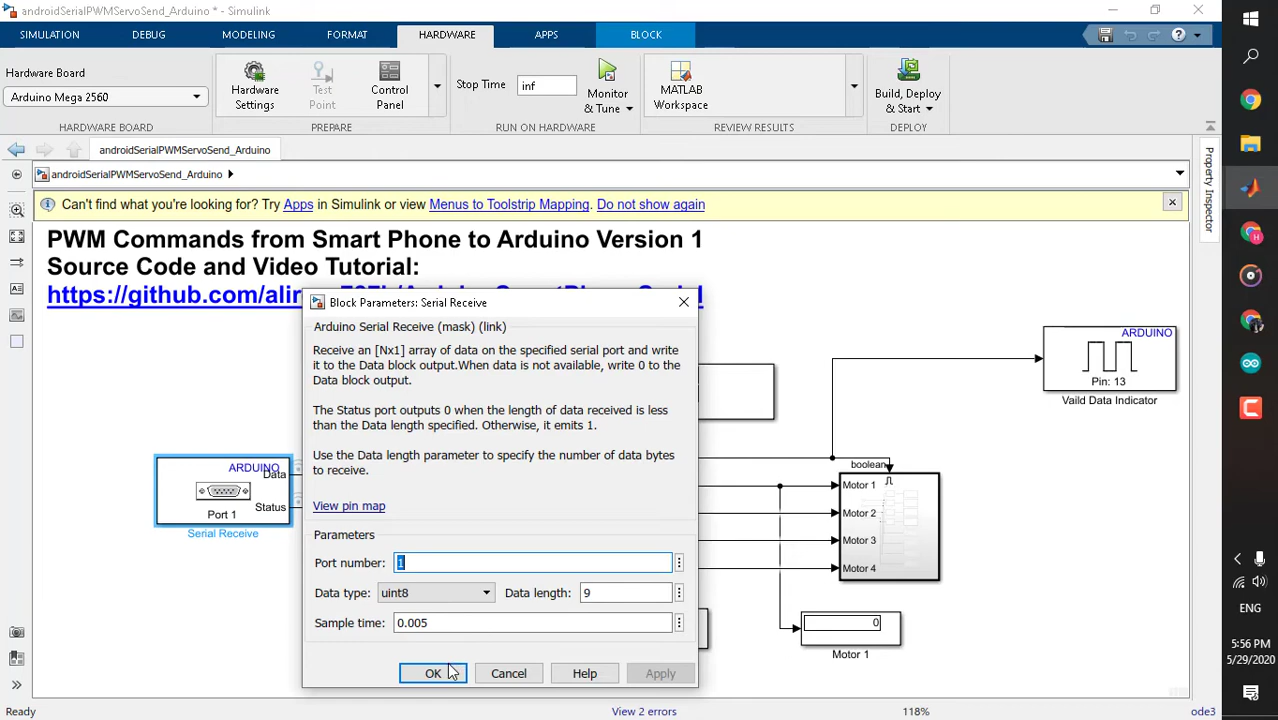 androidSerialPWMServoSend_Arduino * - Simulink
SIMULATION DEBUG MODELING FORMAT HARDWARE APPS BLOCK
Hardware Board
Arduino Mega 2560
Hardware Settings
Test Point
Control Panel
Stop Time inf
Monitor & Tune
MATLAB Workspace
Build, Deploy & Start
HARDWARE BOARD PREPARE RUN ON HARDWARE REVIEW RESULTS DEPLOY
androidSerialPWMServoSend_Arduino
androidSerialPWMServoSend_Arduino
Property Inspector
Can't find what you're looking for? Try Apps in Simulink or view Menus to Toolstrip Mapping. Do not show again
PWM Commands from Smart Phone to Arduino Version 1
Source Code and Video Tutorial:
Block Parameters: Serial Receive
Arduino Serial Receive (mask) (link)
Receive an [Nx1] array of data on the specified serial port and write
it to the Data block output.When data is not available, write 0 to the
Data block output.
The Status port outputs 0 when the length of data received is less
than the Data length specified. Otherwise, it emits 1.
Use the Data length parameter to specify the number of data bytes
to receive.
View pin map
Parameters
Port number: 1
Data type: uint8 Data length: 9
Sample time: 0.005
OK Cancel Help Apply
ARDUINO
Data
Status
Port 1
Serial Receive
ARDUINO
Pin: 13
Vaild Data Indicator
boolean
Motor 1
Motor 2
Motor 3
Motor 4
0
Motor 1
ENG
5:56 PM
5/29/2020
Ready View 2 errors 118% ode3